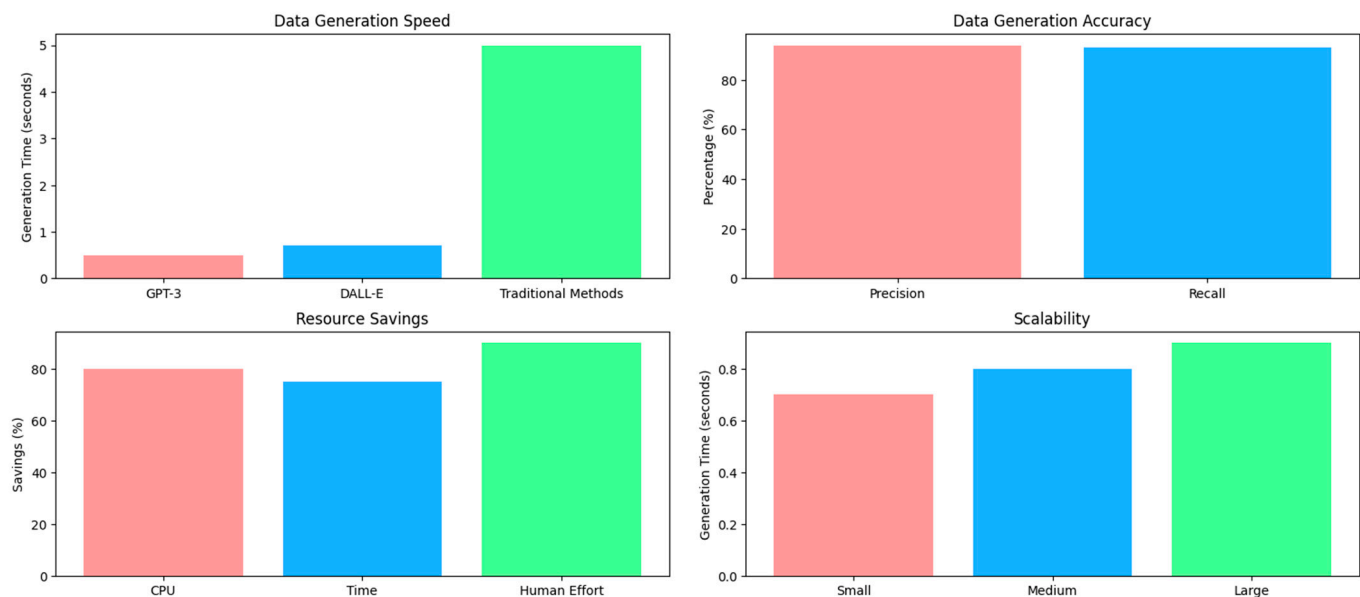 Data Generation Speed
Generation Time (seconds)
5
4
3
2
1
0
GPT-3
DALL-E
Traditional Methods
Data Generation Accuracy
Percentage (%)
80
60
40
20
0
Precision
Recall
Resource Savings
Savings (%)
80
60
40
20
0
CPU
Time
Human Effort
Scalability
Generation Time (seconds)
0.8
0.6
0.4
0.2
0.0
Small
Medium
Large